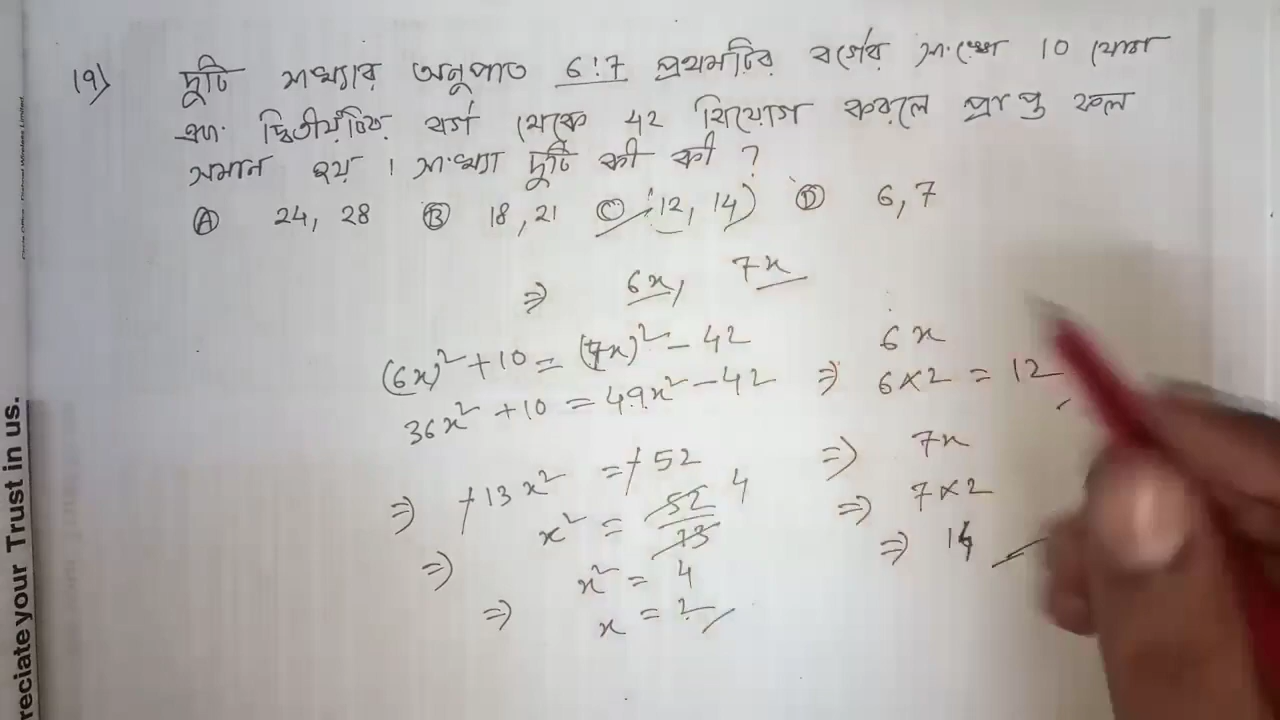 19) দুটি সংখ্যার অনুপাত 6:7 প্রথমটির বর্গের সংঙ্গে 10 যোগ
এবং দ্বিতীয়টির বর্গ থেকে 42 বিয়োগ করলে প্রাপ্ত ফল
সমান হয় । সংখ্যা দুটি কী কী ?
Ⓐ 24, 28 Ⓑ 18, 21 Ⓒ (12, 14) Ⓓ 6, 7
⇒ 6x, 7x
(6x)² + 10 = (7x)² - 42
36x² + 10 = 49x² - 42
⇒ +13x² = +52
⇒ x² = 52/13 4
x² = 4
⇒ x = 2
6x
⇒ 6×2 = 12
⇒ 7x
⇒ 7×2
⇒ 14
reciate your Trust in us.